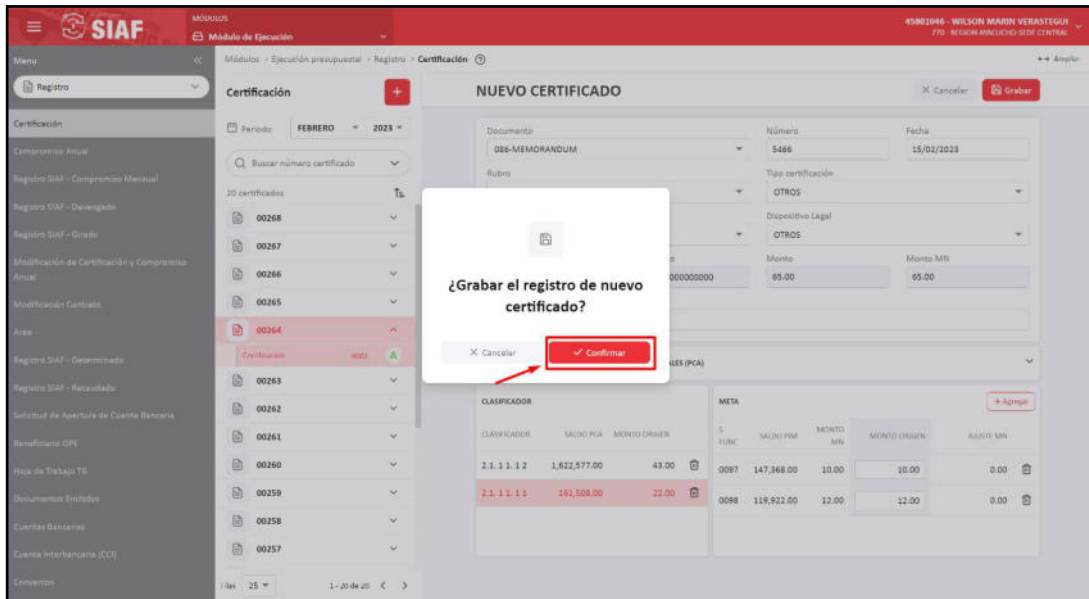 SIAF
MÓDULOS
Módulo de Ejecución
45801046 - WILSON MARIN VERASTEGUI
770 - REGION AYACUCHO-SEDE CENTRAL
Menu
Módulos > Ejecución presupuestal > Registro > Certificación
Ampliar
Registro
Certificación
Compromiso Anual
Registro SIAF - Compromiso Mensual
Registro SIAF - Devengado
Registro SIAF - Girado
Modificación de Certificación y Compromiso
Anual
Modificación Contrato
Area
Registro SIAF - Determinado
Registro SIAF - Recaudado
Solicitud de Apertura de Cuenta Bancaria
Beneficiario OPE
Hoja de Trabajo T6
Documentos Emitidos
Cuentas Bancarias
Cuenta Interbancaria (CCI)
Convenios
Certificación
Periodo FEBRERO 2023
Buscar número certificado
20 certificados
00268
00267
00266
00265
00264
Certificación 0001 A
00263
00262
00261
00260
00259
00258
00257
Filas 25 1 - 20 de 20
NUEVO CERTIFICADO
Cancelar
Grabar
Documento
086-MEMORANDUM
Número
5486
Fecha
15/02/2023
Rubro
Tipo certificación
OTROS
Dispositivo Legal
OTROS
000000000
Monto
65.00
Monto MN
65.00
¿Grabar el registro de nuevo
certificado?
Cancelar
Confirmar
(PCA)
CLASIFICADOR
CLASIFICADOR SALDO PCA MONTO ORIGEN
2.1. 1 1. 1 2 1,622,577.00 43.00
2.1. 1 1. 1 1 161,508.00 22.00
META
+ Agregar
S. FUNC SALDO PIM MONTO MN MONTO ORIGEN AJUSTE MN
0097 147,368.00 10.00 10.00 0.00
0098 119,922.00 12.00 12.00 0.00